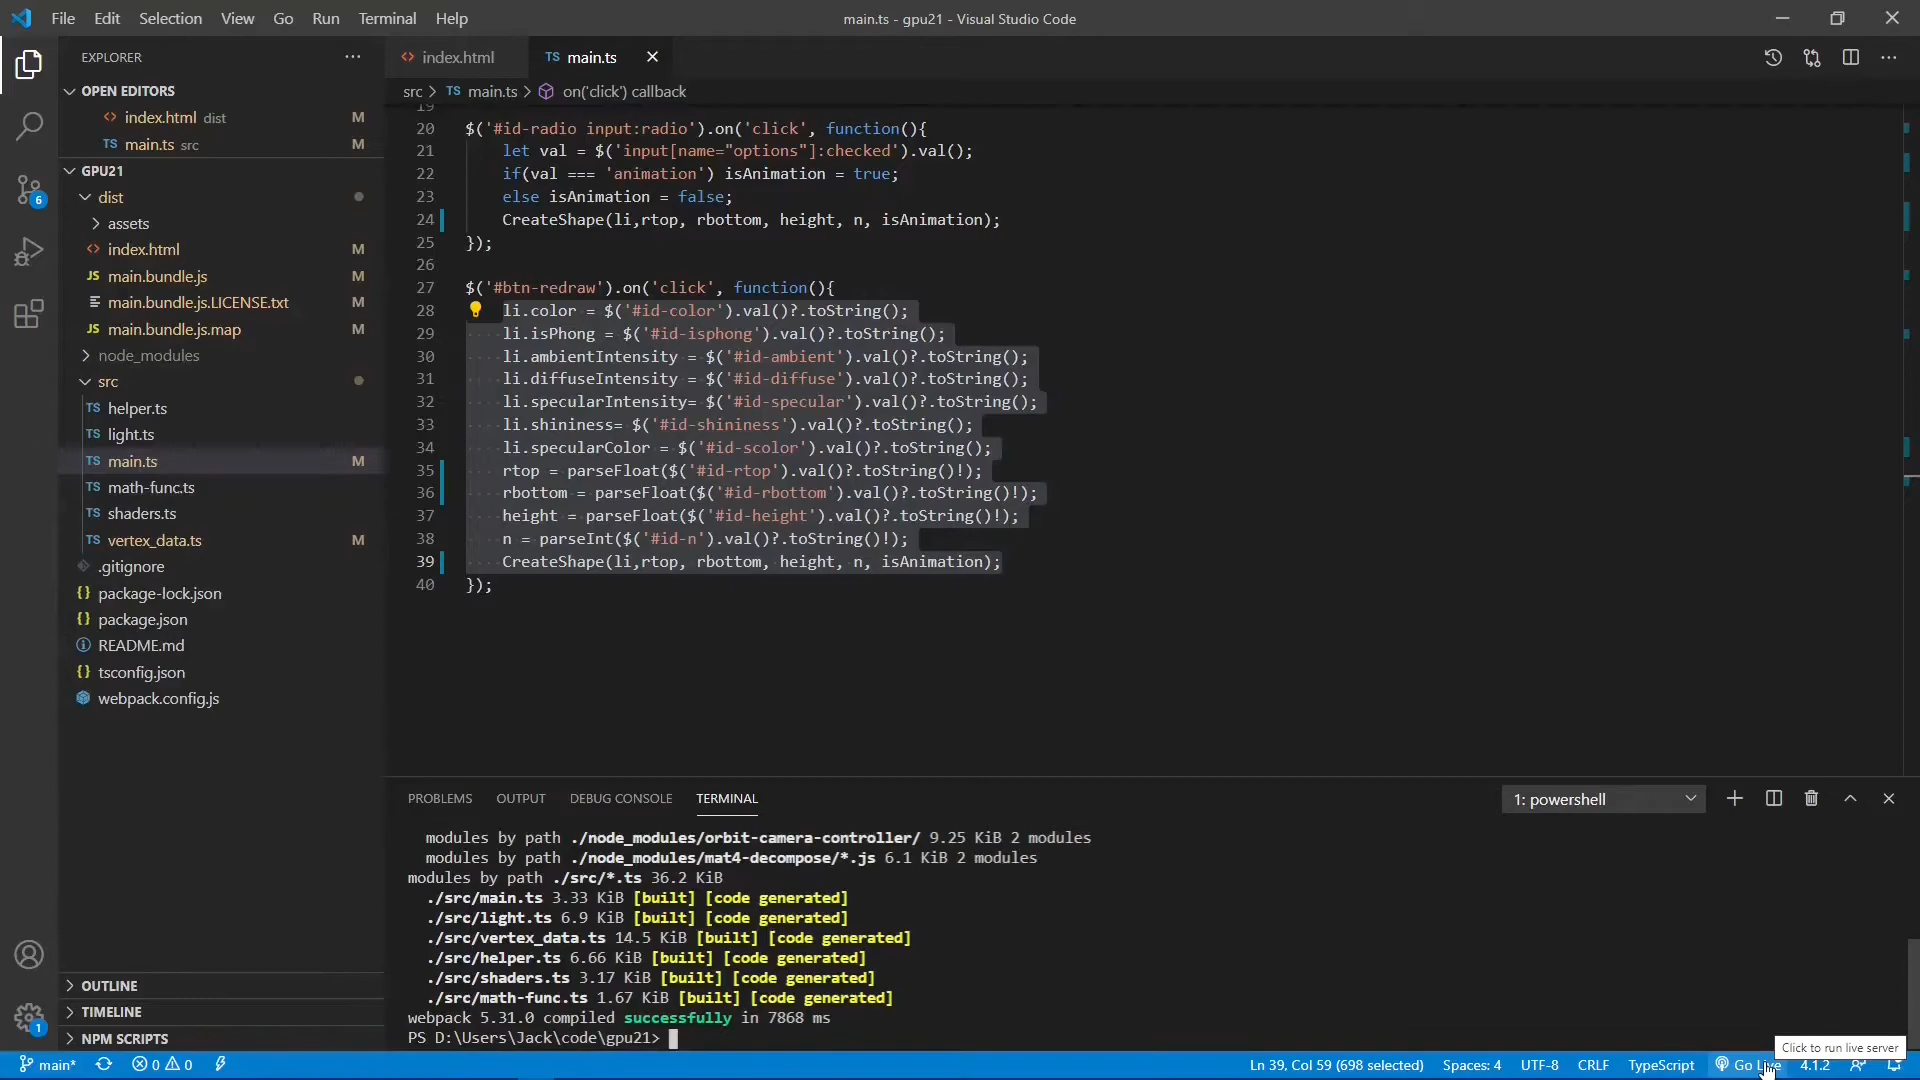 File Edit Selection View Go Run Terminal Help
main.ts - gpu21 - Visual Studio Code
EXPLORER
index.html
TS main.ts
OPEN EDITORS
index.html dist M
TS main.ts src M
src > TS main.ts > on('click') callback
GPU21
dist
assets
index.html M
JS main.bundle.js M
main.bundle.js.LICENSE.txt M
JS main.bundle.js.map M
node_modules
src
TS helper.ts
TS light.ts
TS main.ts M
TS math-func.ts
TS shaders.ts
TS vertex_data.ts M
.gitignore
{} package-lock.json
{} package.json
README.md
{} tsconfig.json
webpack.config.js
OUTLINE
TIMELINE
NPM SCRIPTS
6
1
19
20 $('#id-radio input:radio').on('click', function(){
21 let val = $('input[name="options"]:checked').val();
22 if(val === 'animation') isAnimation = true;
23 else isAnimation = false;
24 CreateShape(li,rtop, rbottom, height, n, isAnimation);
25 });
26
27 $('#btn-redraw').on('click', function(){
28 li.color = $('#id-color').val()?.toString();
29 li.isPhong = $('#id-isphong').val()?.toString();
30 li.ambientIntensity = $('#id-ambient').val()?.toString();
31 li.diffuseIntensity = $('#id-diffuse').val()?.toString();
32 li.specularIntensity= $('#id-specular').val()?.toString();
33 li.shininess= $('#id-shininess').val()?.toString();
34 li.specularColor = $('#id-scolor').val()?.toString();
35 rtop = parseFloat($('#id-rtop').val()?.toString()!);
36 rbottom = parseFloat($('#id-rbottom').val()?.toString()!);
37 height = parseFloat($('#id-height').val()?.toString()!);
38 n = parseInt($('#id-n').val()?.toString()!);
39 CreateShape(li,rtop, rbottom, height, n, isAnimation);
40 });
PROBLEMS OUTPUT DEBUG CONSOLE TERMINAL
1: powershell
modules by path ./node_modules/orbit-camera-controller/ 9.25 KiB 2 modules
modules by path ./node_modules/mat4-decompose/*.js 6.1 KiB 2 modules
modules by path ./src/*.ts 36.2 KiB
./src/main.ts 3.33 KiB [built] [code generated]
./src/light.ts 6.9 KiB [built] [code generated]
./src/vertex_data.ts 14.5 KiB [built] [code generated]
./src/helper.ts 6.66 KiB [built] [code generated]
./src/shaders.ts 3.17 KiB [built] [code generated]
./src/math-func.ts 1.67 KiB [built] [code generated]
webpack 5.31.0 compiled successfully in 7868 ms
PS D:\Users\Jack\code\gpu21>
Click to run live server
main* 0 0
Ln 39, Col 59 (698 selected) Spaces: 4 UTF-8 CRLF TypeScript Go Live 4.1.2